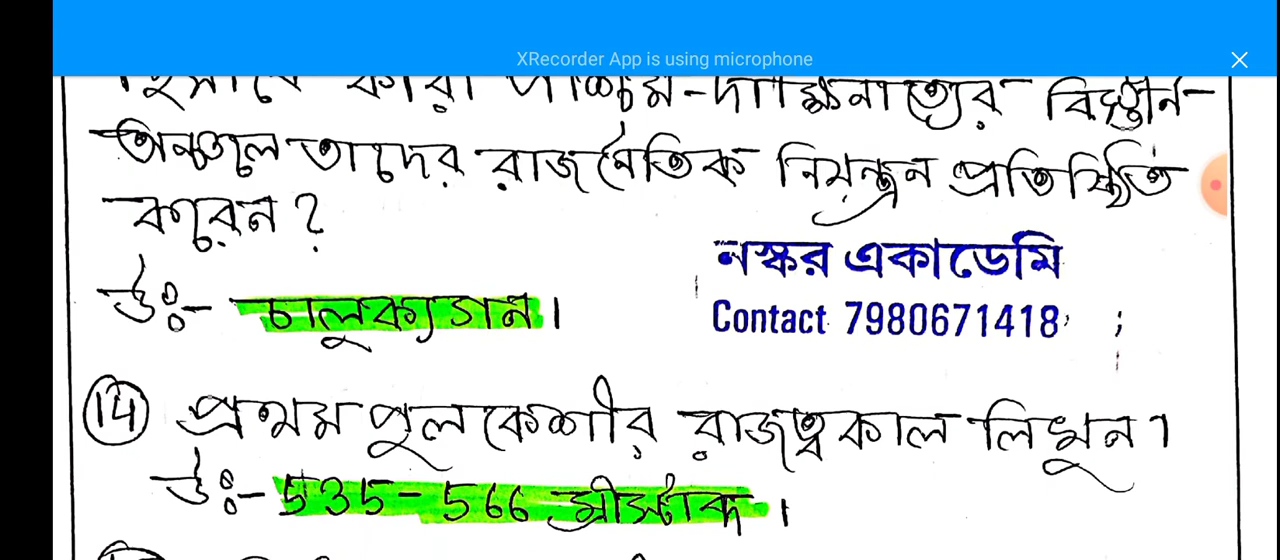 XRecorder App is using microphone
হিসাবে কারা পশ্চিম-দাক্ষিনাত্যের বিস্তীর্ন-
অঞ্চলে তাদের রাজনৈতিক নিয়ন্ত্রন প্রতিষ্ঠিত
করেন?
উঃ- চালুক্যগন।
নস্কর একাডেমি
Contact 7980671418
14 প্রথম পুলকেশীর রাজত্বকাল লিখুন।
উঃ- 535-566 খ্রীস্টাব্দ।